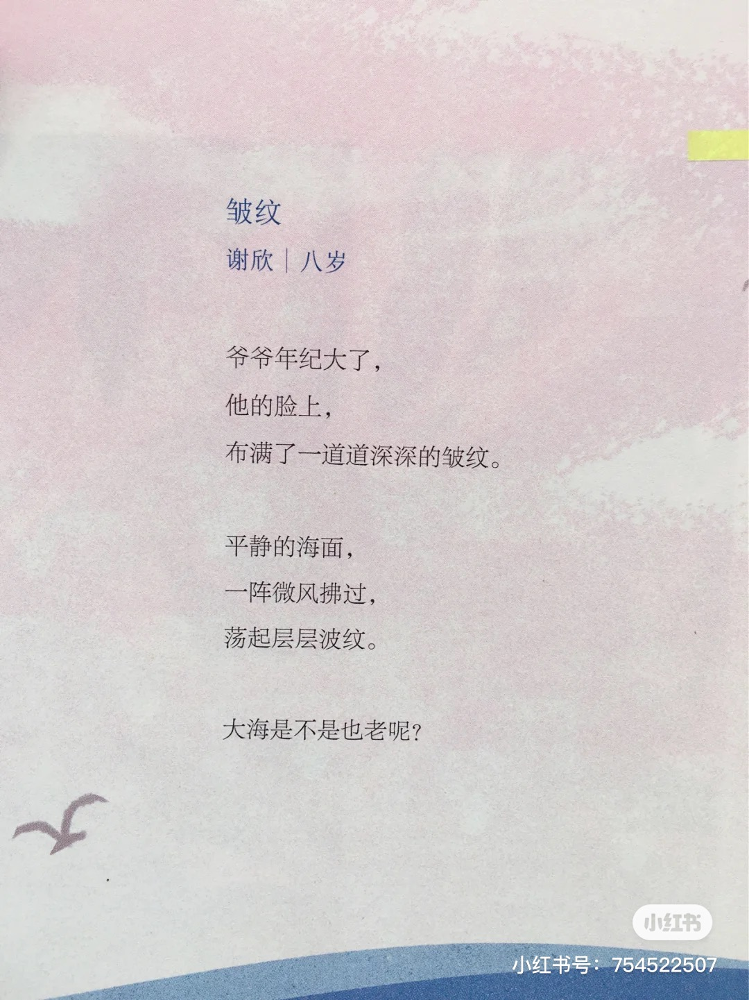 皱纹
谢欣｜八岁
爷爷年纪大了，
他的脸上，
布满了一道道深深的皱纹。
平静的海面，
一阵微风拂过，
荡起层层波纹。
大海是不是也老呢？
小红书
小红书号：754522507